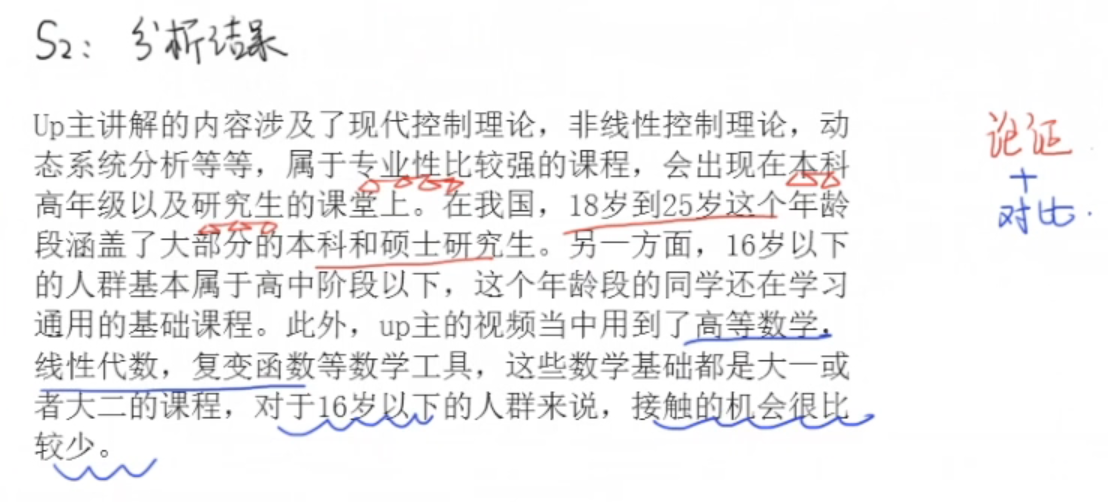 S2: 分析结果
Up主讲解的内容涉及了现代控制理论，非线性控制理论，动
态系统分析等等，属于专业性比较强的课程，会出现在本科
高年级以及研究生的课堂上。在我国，18岁到25岁这个年龄
段涵盖了大部分的本科和硕士研究生。另一方面，16岁以下
的人群基本属于高中阶段以下，这个年龄段的同学还在学习
通用的基础课程。此外，up主的视频当中用到了高等数学，
线性代数，复变函数等数学工具，这些数学基础都是大一或
者大二的课程，对于16岁以下的人群来说，接触的机会很比
较少。
论证
+
对比.